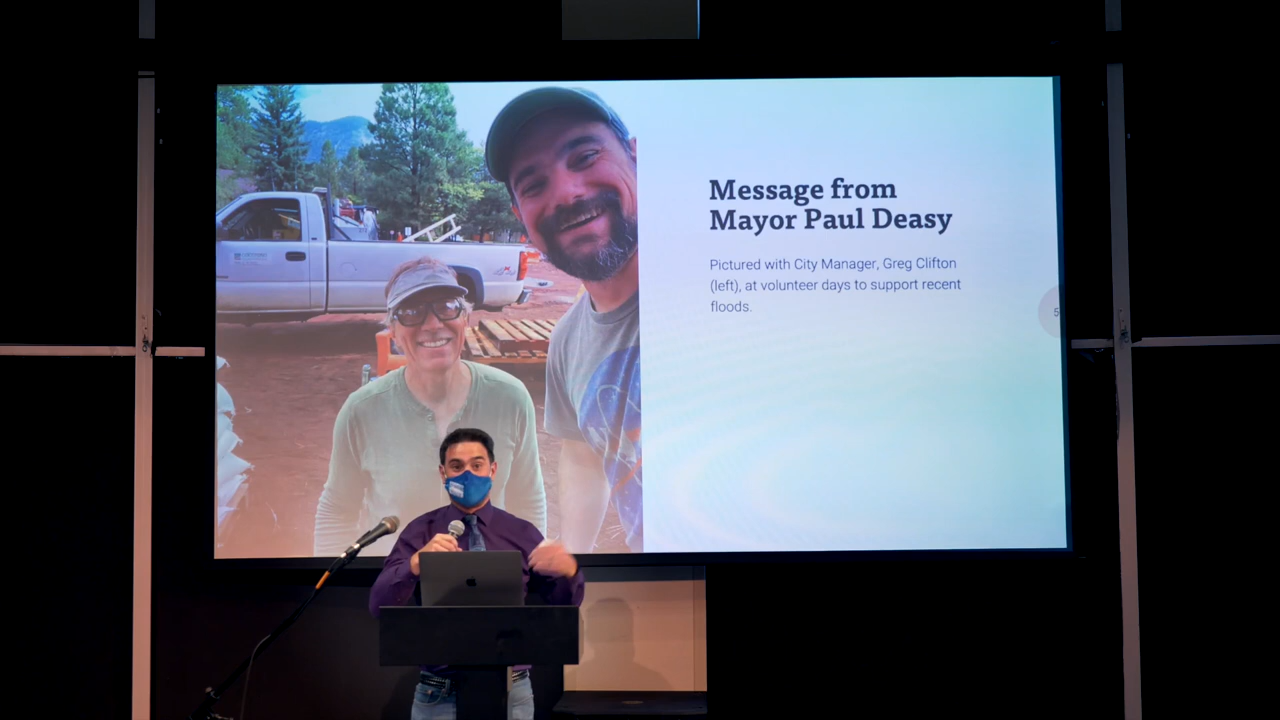 Message from
Mayor Paul Deasy
Pictured with City Manager, Greg Clifton
(left), at volunteer days to support recent
floods.
5